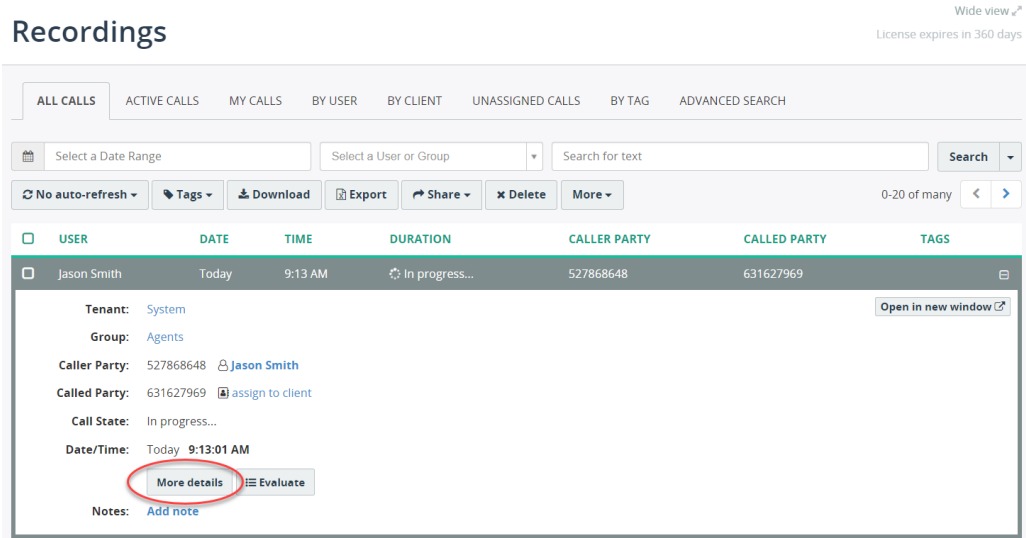 Wide view
Recordings
License expires in 360 days
ALL CALLS ACTIVE CALLS MY CALLS BY USER BY CLIENT UNASSIGNED CALLS BY TAG ADVANCED SEARCH
Select a Date Range Select a User or Group Search for text Search
No auto-refresh Tags Download Export Share Delete More 0-20 of many
USER DATE TIME DURATION CALLER PARTY CALLED PARTY TAGS
Jason Smith Today 9:13 AM In progress... 527868648 631627969
Tenant: System Open in new window
Group: Agents
Caller Party: 527868648 Jason Smith
Called Party: 631627969 assign to client
Call State: In progress...
Date/Time: Today 9:13:01 AM
More details Evaluate
Notes: Add note